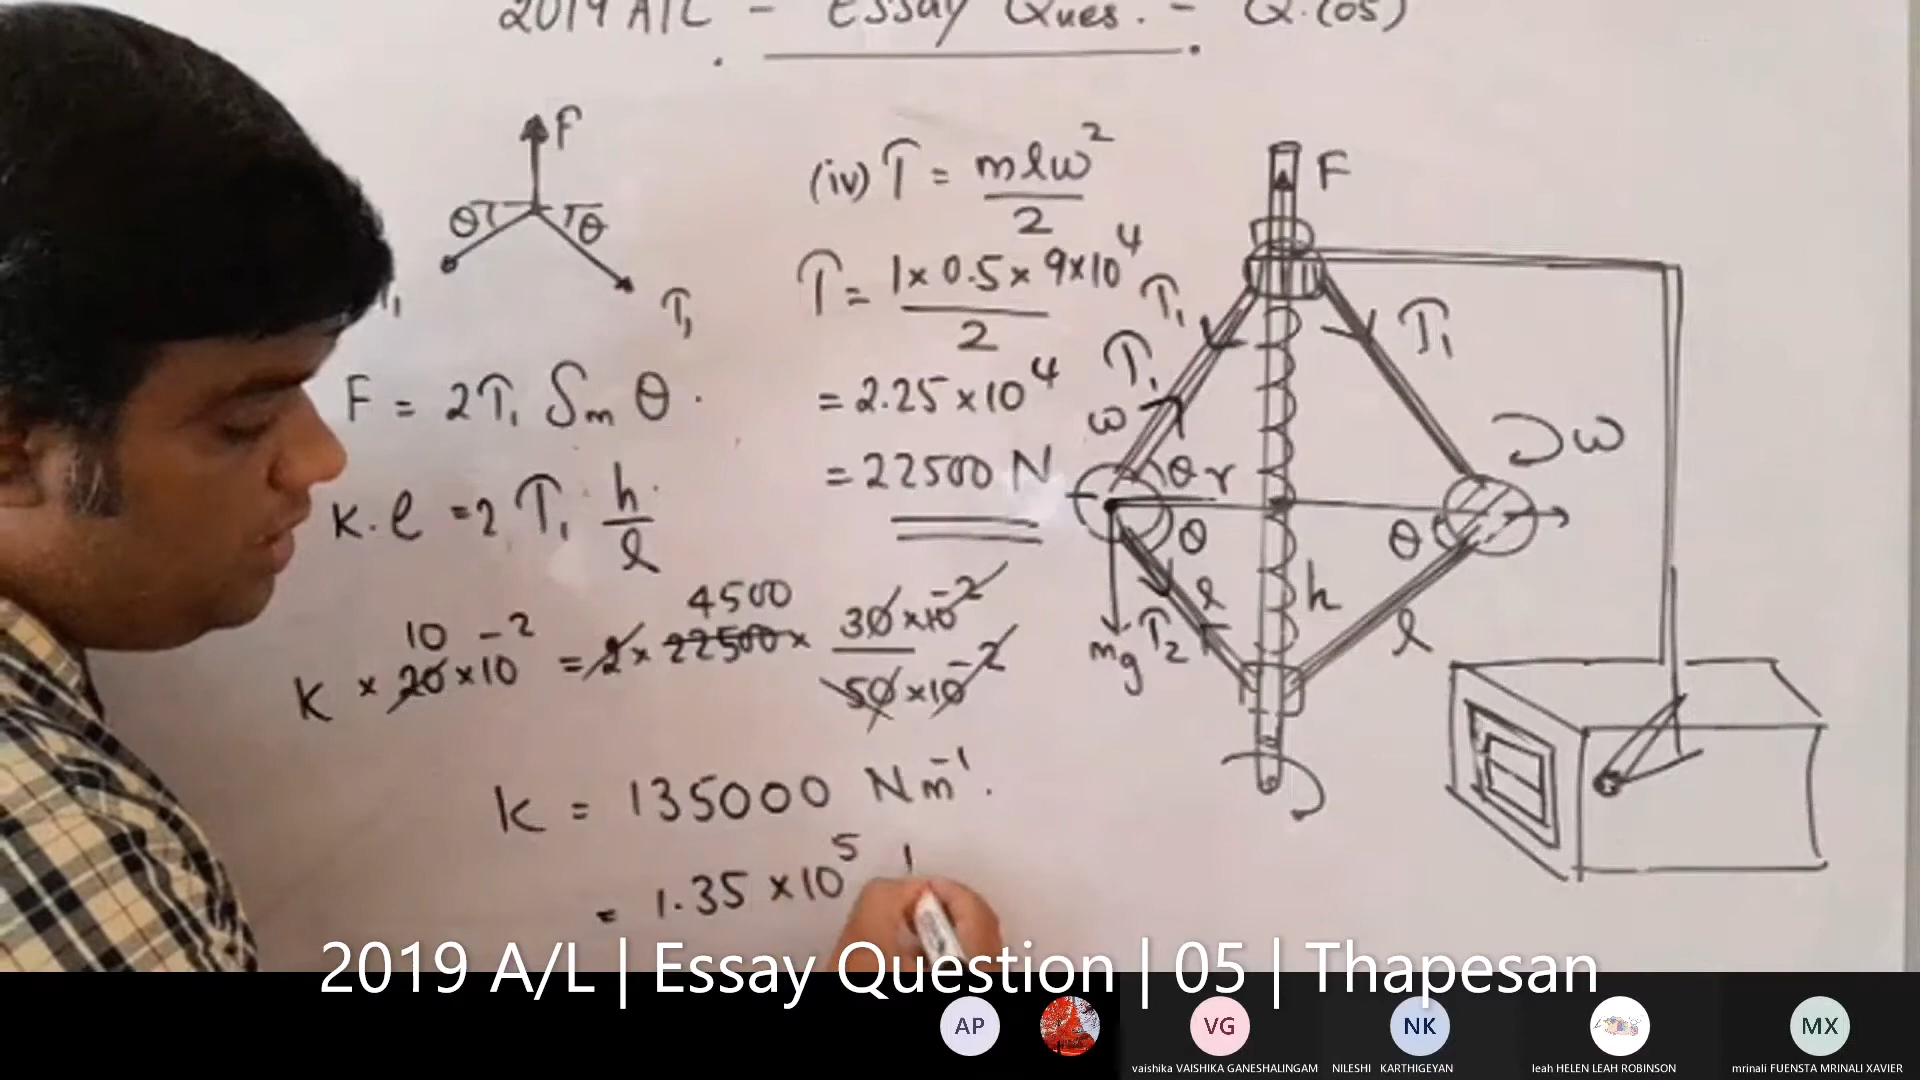 2019 A/L - Essay Ques. - Q.(05)
F
θ θ
T₁ T₁
F = 2T₁ Sin θ.
K.e = 2 T₁ . h/l
K × 20×10⁻² = 2 × 22500 × 30×10⁻² / 50×10⁻²
10
4500
K = 135000 Nm⁻¹.
= 1.35 ×10⁵
(iv) T = mlω²/2
T = 1 × 0.5 × 9×10⁴ / 2
= 2.25 ×10⁴
= 22500 N
F
T₁
T₁
T₁
ω
ω
θ r
θ
θ
l
h
l
mg
T₂
2019 A/L | Essay Question | 05 | Thapesan
AP
VG
NK
MX
vaishika VAISHIKA GANESHALINGAM
NILESHI KARTHIGEYAN
leah HELEN LEAH ROBINSON
mrinali FUENSTA MRINALI XAVIER